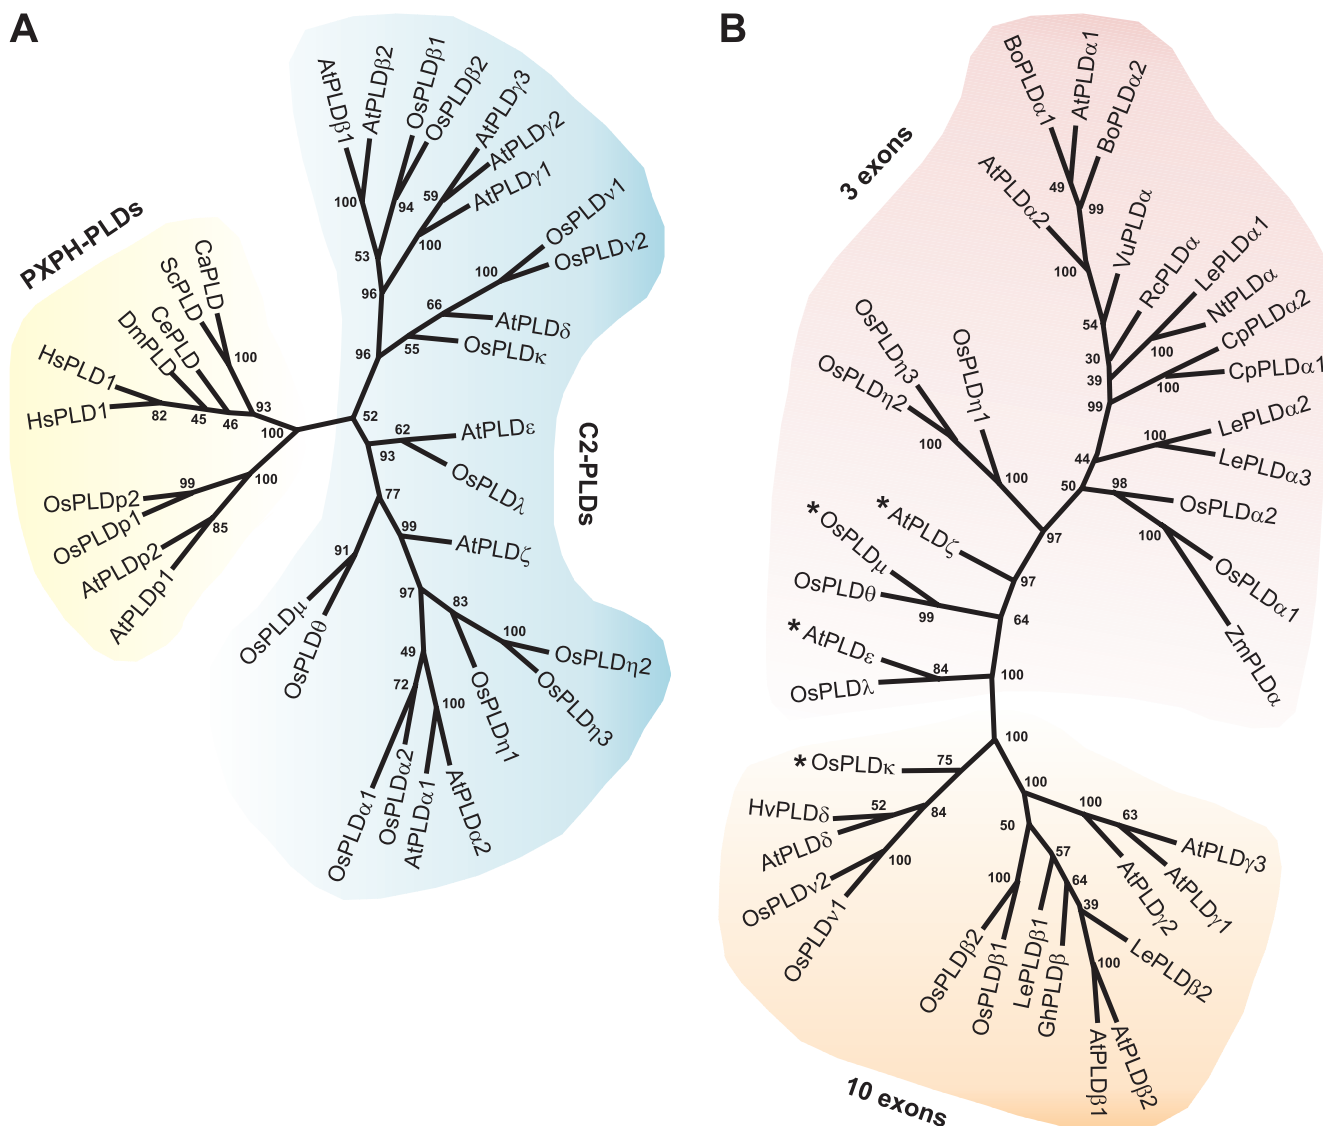 A
AtPLDβ1
AtPLDβ2
OsPLDβ1
OsPLDβ2
AtPLDγ3
AtPLDγ2
AtPLDγ1
OsPLDν1
OsPLDν2
AtPLDδ
OsPLDκ
100
94
59
100
53
96
100
66
55
96
PXPH-PLDs
CaPLD
ScPLD
CePLD
DmPLD
HsPLD1
HsPLD1
100
93
46
45
82
100
52
100
99
85
OsPLDp2
OsPLDp1
AtPLDp2
AtPLDp1
C2-PLDs
62
AtPLDε
OsPLDλ
93
77
99
AtPLDζ
91
OsPLDμ
OsPLDθ
97
83
100
OsPLDη2
OsPLDη3
OsPLDη1
49
72
100
OsPLDα1
OsPLDα2
AtPLDα1
AtPLDα2
B
3 exons
BoPLDα1
AtPLDα1
BoPLDα2
AtPLDα2
49
99
100
VuPLDα
RcPLDα
LePLDα1
NtPLDα
CpPLDα2
CpPLDα1
54
30
39
100
100
99
LePLDα2
LePLDα3
100
44
50
98
OsPLDα2
100
OsPLDα1
ZmPLDα
OsPLDη3
OsPLDη2
OsPLDη1
100
100
97
*AtPLDζ
97
*OsPLDμ
OsPLDθ
99
64
*AtPLDε
OsPLDλ
84
100
100
*OsPLDκ
75
HvPLDδ
AtPLDδ
52
84
OsPLDν2
OsPLDν1
100
100
100
63
AtPLDγ3
AtPLDγ1
AtPLDγ2
50
57
64
39
100
100
OsPLDβ2
OsPLDβ1
LePLDβ1
GhPLDβ
LePLDβ2
AtPLDβ1
AtPLDβ2
10 exons